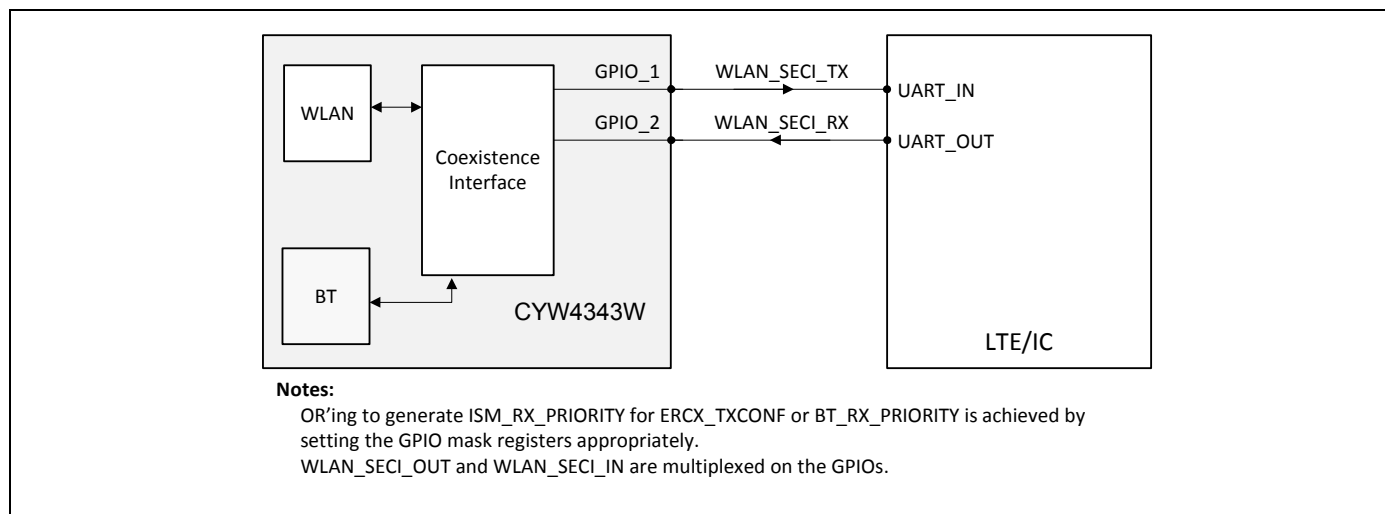 GPIO_1
WLAN_SECI_TX
UART_IN
WLAN
GPIO_2
WLAN_SECI_RX
UART_OUT
Coexistence
Interface
BT
CYW4343W
LTE/IC
Notes:
OR'ing to generate ISM_RX_PRIORITY for ERCX_TXCONF or BT_RX_PRIORITY is achieved by
setting the GPIO mask registers appropriately.
WLAN_SECI_OUT and WLAN_SECI_IN are multiplexed on the GPIOs.